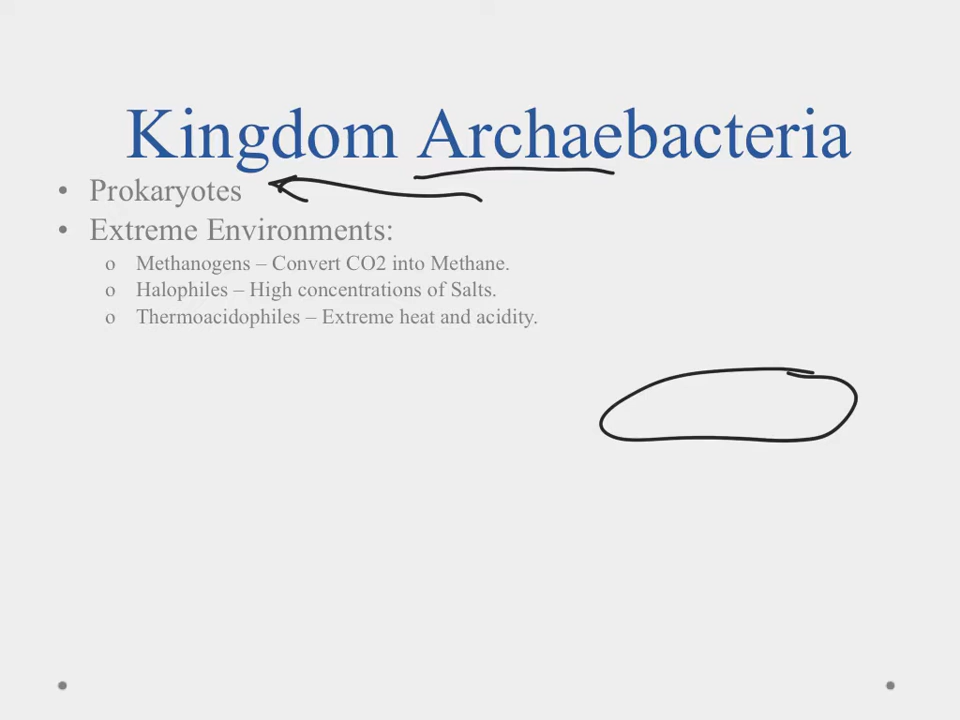 Kingdom Archaebacteria
• Prokaryotes
• Extreme Environments:
o Methanogens – Convert CO2 into Methane.
o Halophiles – High concentrations of Salts.
o Thermoacidophiles – Extreme heat and acidity.